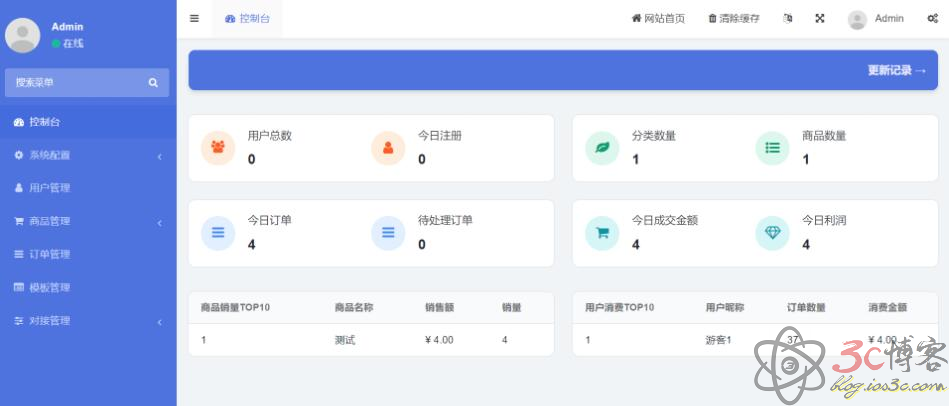 Admin
在线
搜索菜单
控制台
系统配置
用户管理
商品管理
订单管理
模板管理
对接管理
控制台
网站首页 清除缓存 Admin
更新记录 →
用户总数 今日注册
0 0
分类数量 商品数量
1 1
今日订单 待处理订单
4 0
今日成交金额 今日利润
4 4
商品销量TOP10 商品名称 销售额 销量
1 测试 ¥ 4.00 4
用户消费TOP10 用户昵称 订单数量 消费金额
1 游客1 37 ¥ 4.00
3c博客
blog.ios3c.com